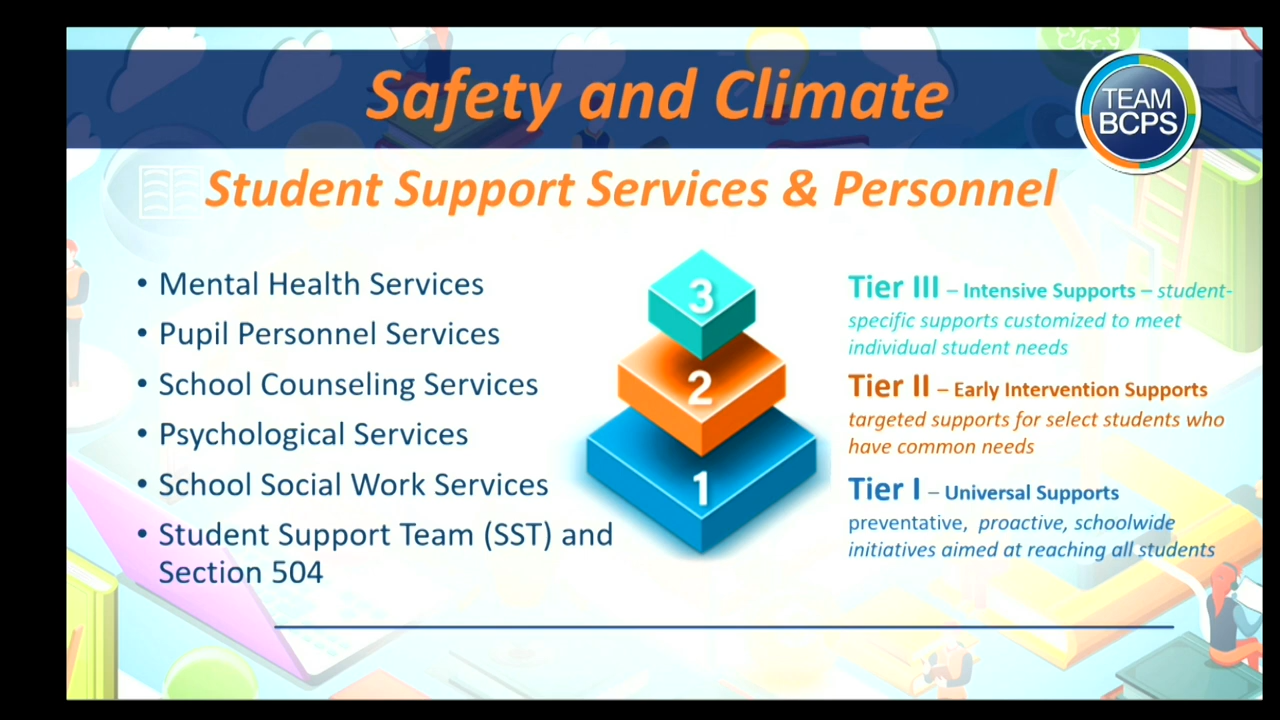 Safety and Climate
TEAM
BCPS
Student Support Services & Personnel
• Mental Health Services
• Pupil Personnel Services
• School Counseling Services
• Psychological Services
• School Social Work Services
• Student Support Team (SST) and
Section 504
3
2
1
Tier III – Intensive Supports – student-
specific supports customized to meet
individual student needs
Tier II – Early Intervention Supports
targeted supports for select students who
have common needs
Tier I – Universal Supports
preventative, proactive, schoolwide
initiatives aimed at reaching all students